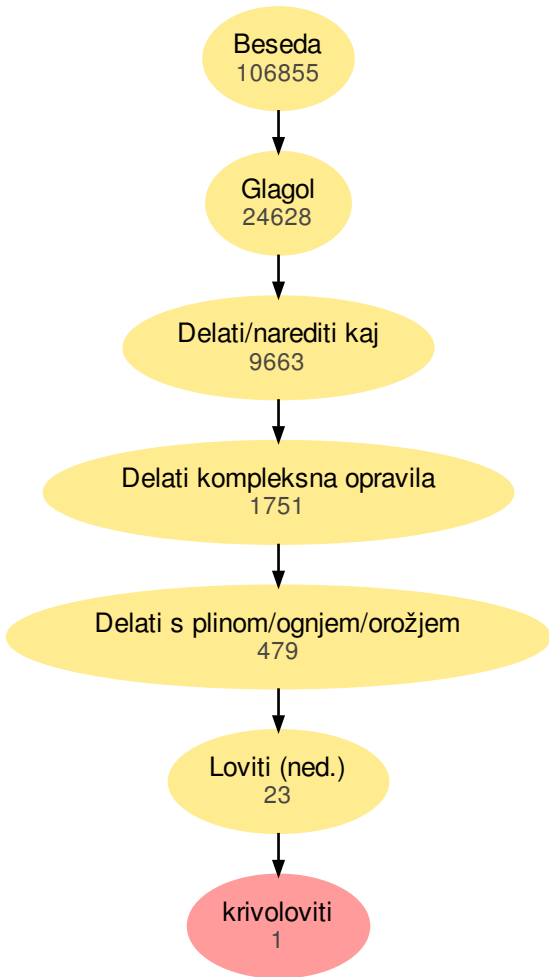 Beseda
106855
Glagol
24628
Delati/narediti kaj
9663
Delati kompleksna opravila
1751
Delati s plinom/ognjem/orožjem
479
Loviti (ned.)
23
krivoloviti
1